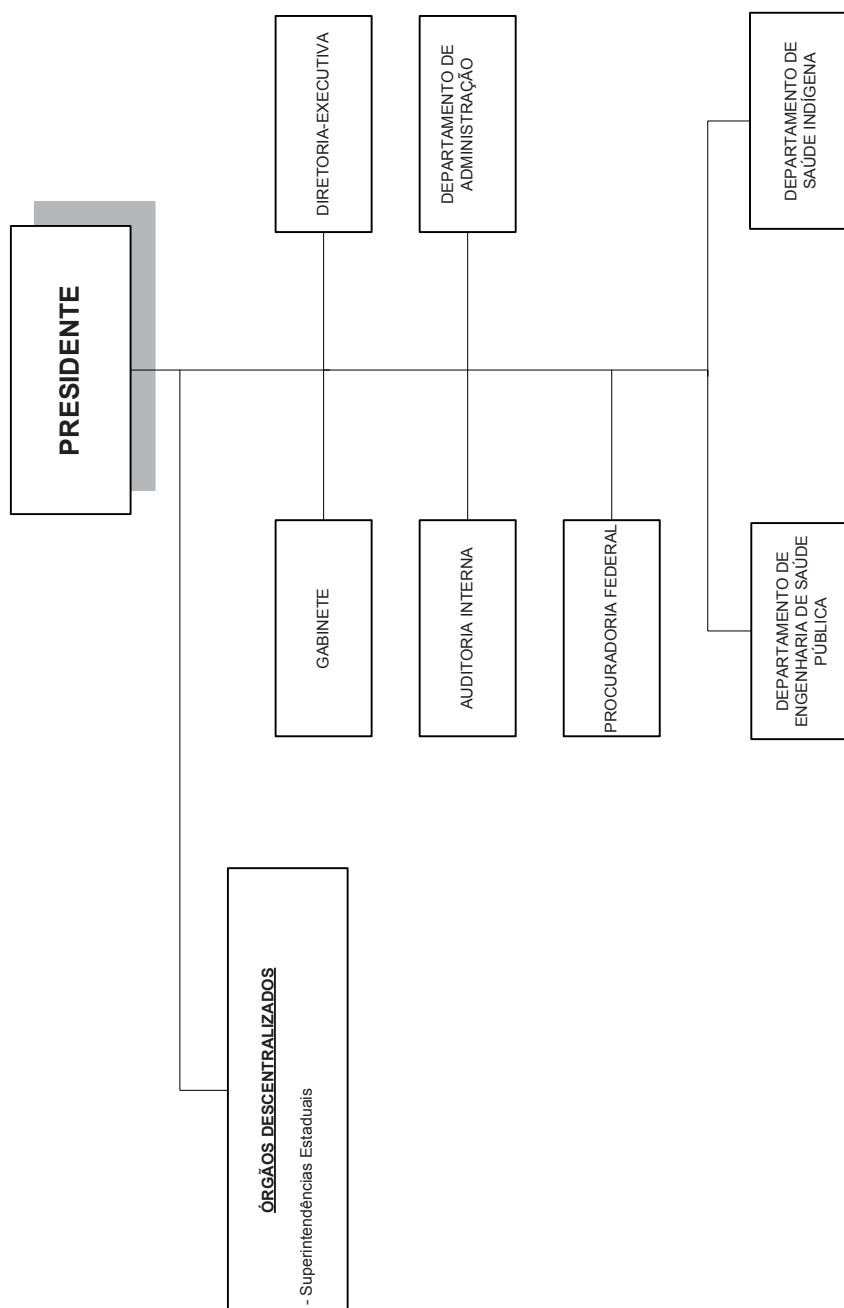 PRESIDENTE
ÓRGÃOS DESCENTRALIZADOS
- Superintendências Estaduais
GABINETE
DIRETORIA-EXECUTIVA
AUDITORIA INTERNA
DEPARTAMENTO DE
ADMINISTRAÇÃO
PROCURADORIA FEDERAL
DEPARTAMENTO DE
ENGENHARIA DE SAÚDE
PÚBLICA
DEPARTAMENTO DE
SAÚDE INDÍGENA